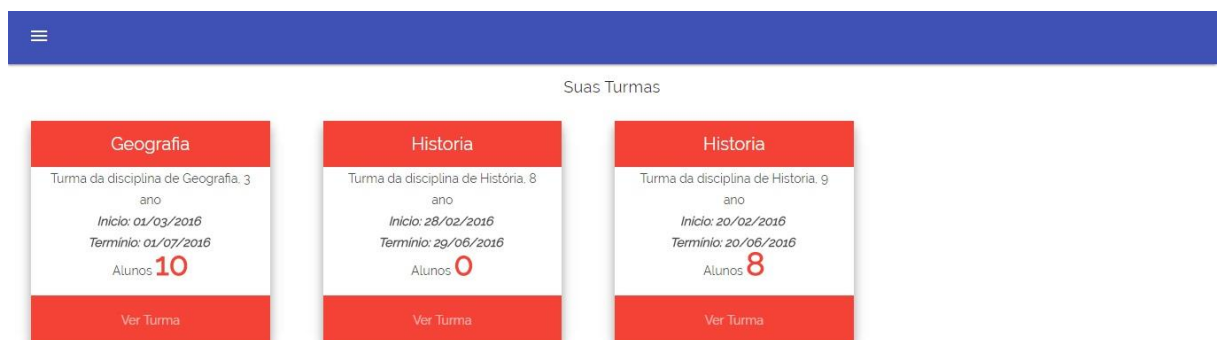 Suas Turmas
Geografia
Turma da disciplina de Geografia, 3
ano
Inicio: 01/03/2016
Termínio: 01/07/2016
Alunos 10
Ver Turma
Historia
Turma da disciplina de História, 8
ano
Inicio: 28/02/2016
Termínio: 29/06/2016
Alunos 0
Ver Turma
Historia
Turma da disciplina de Historia, 9
ano
Inicio: 20/02/2016
Termínio: 20/06/2016
Alunos 8
Ver Turma